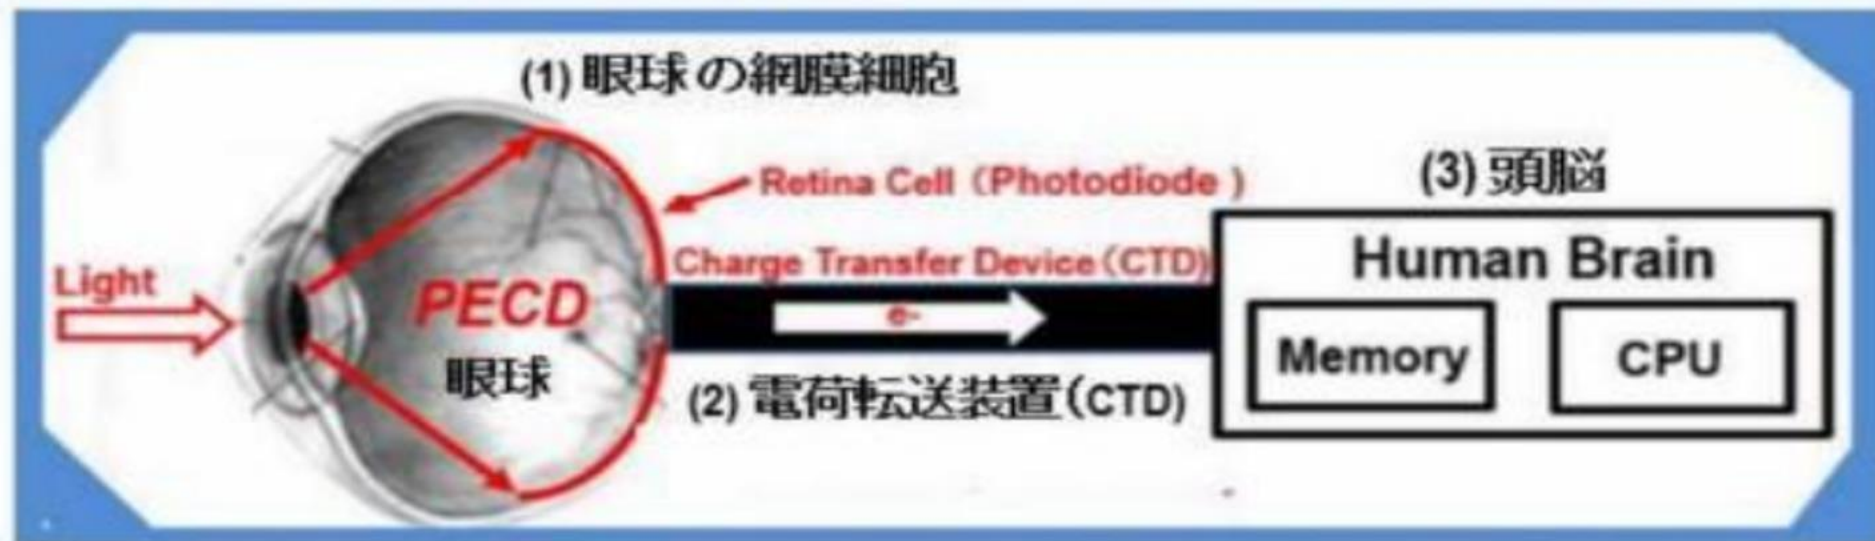 (1) 眼球の網膜細胞
Retina Cell (Photodiode )
(3) 頭脳
Light
PECD
眼球
Charge Transfer Device (CTD)
e-
(2) 電荷転送装置(CTD)
Human Brain
Memory
CPU